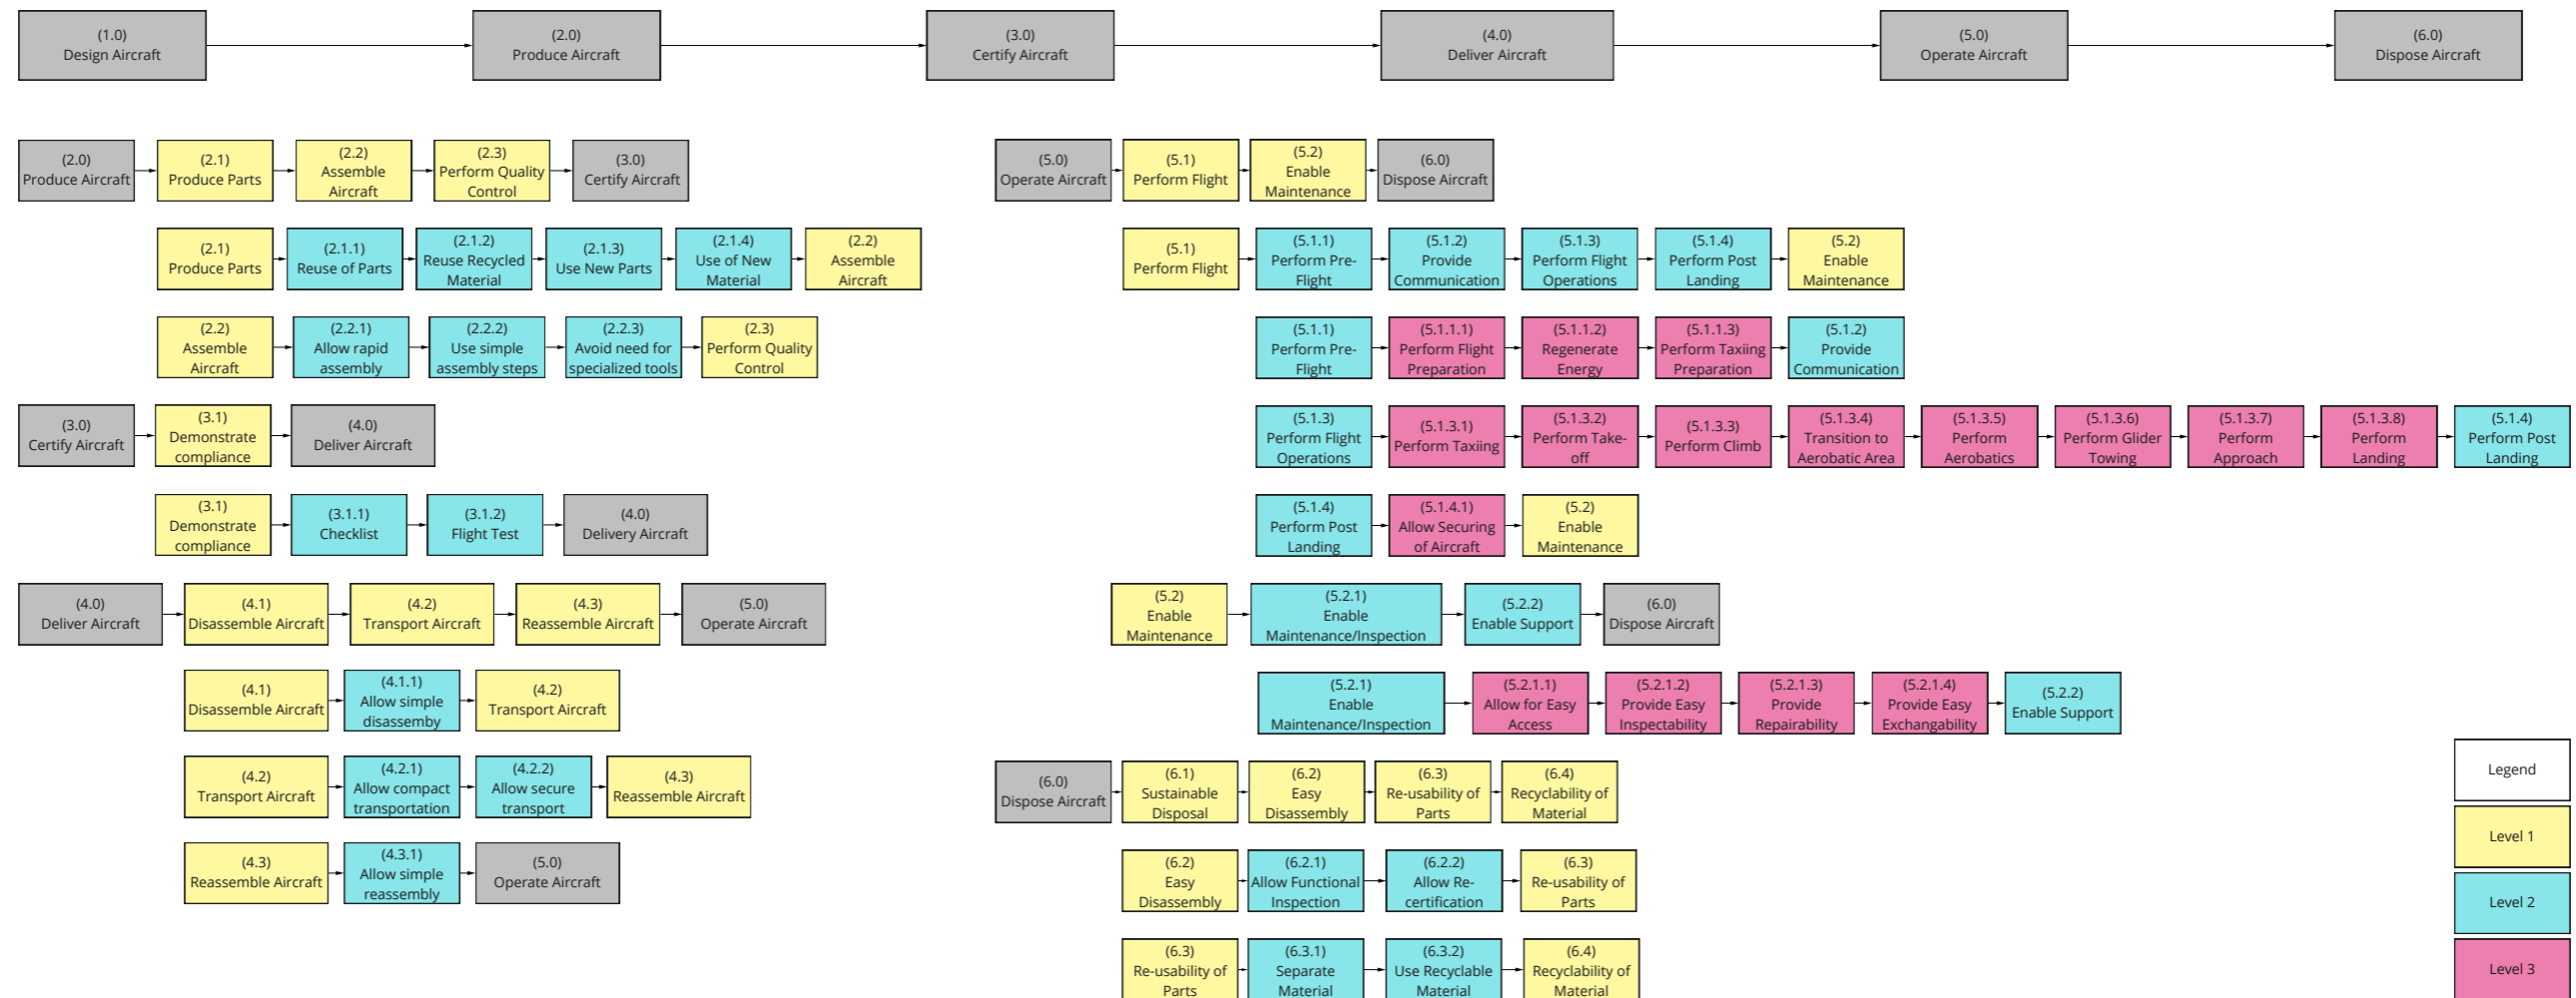 (1.0)
Design Aircraft
(2.0)
Produce Aircraft
(3.0)
Certify Aircraft
(4.0)
Deliver Aircraft
(5.0)
Operate Aircraft
(6.0)
Dispose Aircraft
(2.0)
Produce Aircraft
(2.1)
Produce Parts
(2.2)
Assemble
Aircraft
(2.3)
Perform Quality
Control
(3.0)
Certify Aircraft
(2.1)
Produce Parts
(2.1.1)
Reuse of Parts
(2.1.2)
Reuse Recycled
Material
(2.1.3)
Use New Parts
(2.1.4)
Use of New
Material
(2.2)
Assemble
Aircraft
(2.2)
Assemble
Aircraft
(2.2.1)
Allow rapid
assembly
(2.2.2)
Use simple
assembly steps
(2.2.3)
Avoid need for
specialized tools
(2.3)
Perform Quality
Control
(3.0)
Certify Aircraft
(3.1)
Demonstrate
compliance
(4.0)
Deliver Aircraft
(3.1)
Demonstrate
compliance
(3.1.1)
Checklist
(3.1.2)
Flight Test
(4.0)
Delivery Aircraft
(4.0)
Deliver Aircraft
(4.1)
Disassemble Aircraft
(4.2)
Transport Aircraft
(4.3)
Reassemble Aircraft
(5.0)
Operate Aircraft
(4.1)
Disassemble Aircraft
(4.1.1)
Allow simple
disassemby
(4.2)
Transport Aircraft
(4.2)
Transport Aircraft
(4.2.1)
Allow compact
transportation
(4.2.2)
Allow secure
transport
(4.3)
Reassemble Aircraft
(4.3)
Reassemble Aircraft
(4.3.1)
Allow simple
reassembly
(5.0)
Operate Aircraft
(5.0)
Operate Aircraft
(5.1)
Perform Flight
(5.2)
Enable
Maintenance
(6.0)
Dispose Aircraft
(5.1)
Perform Flight
(5.1.1)
Perform Pre-
Flight
(5.1.2)
Provide
Communication
(5.1.3)
Perform Flight
Operations
(5.1.4)
Perform Post
Landing
(5.2)
Enable
Maintenance
(5.1.1)
Perform Pre-
Flight
(5.1.1.1)
Perform Flight
Preparation
(5.1.1.2)
Regenerate
Energy
(5.1.1.3)
Perform Taxiing
Preparation
(5.1.2)
Provide
Communication
(5.1.3)
Perform Flight
Operations
(5.1.3.1)
Perform Taxiing
(5.1.3.2)
Perform Take-
off
(5.1.3.3)
Perform Climb
(5.1.3.4)
Transition to
Aerobatic Area
(5.1.3.5)
Perform
Aerobatics
(5.1.3.6)
Perform Glider
Towing
(5.1.3.7)
Perform
Approach
(5.1.3.8)
Perform
Landing
(5.1.4)
Perform Post
Landing
(5.1.4)
Perform Post
Landing
(5.1.4.1)
Allow Securing
of Aircraft
(5.2)
Enable
Maintenance
(5.2)
Enable
Maintenance
(5.2.1)
Enable
Maintenance/Inspection
(5.2.2)
Enable Support
(6.0)
Dispose Aircraft
(5.2.1)
Enable
Maintenance/Inspection
(5.2.1.1)
Allow for Easy
Access
(5.2.1.2)
Provide Easy
Inspectability
(5.2.1.3)
Provide
Repairability
(5.2.1.4)
Provide Easy
Exchangability
(5.2.2)
Enable Support
(6.0)
Dispose Aircraft
(6.1)
Sustainable
Disposal
(6.2)
Easy
Disassembly
(6.3)
Re-usability of
Parts
(6.4)
Recyclability of
Material
(6.2)
Easy
Disassembly
(6.2.1)
Allow Functional
Inspection
(6.2.2)
Allow Re-
certification
(6.3)
Re-usability of
Parts
(6.3)
Re-usability of
Parts
(6.3.1)
Separate
Material
(6.3.2)
Use Recyclable
Material
(6.4)
Recyclability of
Material
Legend
Level 1
Level 2
Level 3